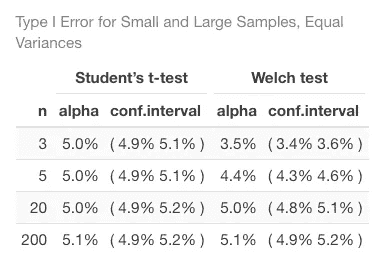 Type I Error for Small and Large Samples, Equal
Variances
Student's t-test Welch test
n alpha conf.interval alpha conf.interval
3 5.0% ( 4.9% 5.1% ) 3.5% ( 3.4% 3.6% )
5 5.0% ( 4.9% 5.1% ) 4.4% ( 4.3% 4.6% )
20 5.0% ( 4.9% 5.2% ) 5.0% ( 4.8% 5.1% )
200 5.1% ( 4.9% 5.2% ) 5.1% ( 4.9% 5.2% )